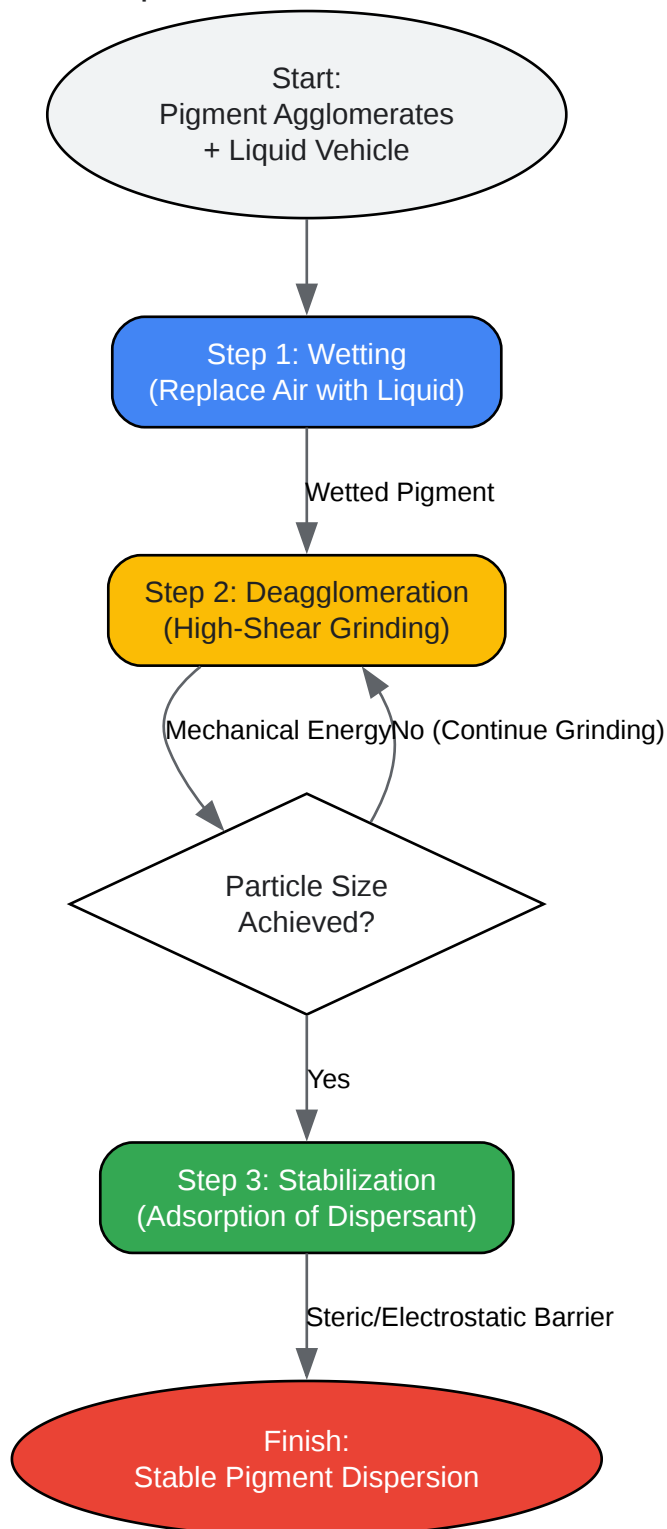 Start:
Pigment Agglomerates
+ Liquid Vehicle
Step 1: Wetting
(Replace Air with Liquid)
Wetted Pigment
Step 2: Deagglomeration
(High-Shear Grinding)
Mechanical Energy
No (Continue Grinding)
Particle Size
Achieved?
Yes
Step 3: Stabilization
(Adsorption of Dispersant)
Steric/Electrostatic Barrier
Finish:
Stable Pigment Dispersion